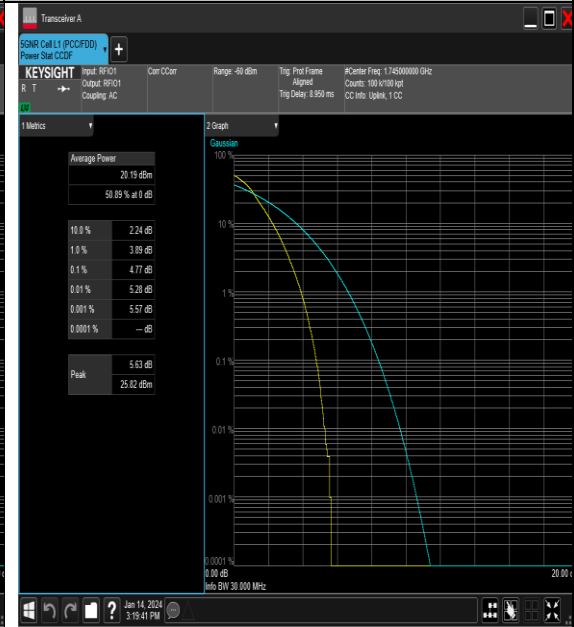 Transceiver A
5GNR Cell L1 (PCC/FDD)
Power Stat CCDF
+
KEYSIGHT
R T
LVI
Input: RFIO1
Output: RFIO1
Coupling: AC
Corr CCorr
Range: -60 dBm
Trig: Prot Frame
Aligned
Trig Delay: 8.950 ms
#Center Freq: 1.745000000 GHz
Counts: 100 k/100 kpt
CC Info: Uplink, 1 CC
1 Metrics
Average Power
20.19 dBm
50.89 % at 0 dB
10.0 % 2.24 dB
1.0 % 3.89 dB
0.1 % 4.77 dB
0.01 % 5.28 dB
0.001 % 5.57 dB
0.0001 % --- dB
Peak
5.63 dB
25.82 dBm
2 Graph
Gaussian
100 %
10 %
1 %
0.1 %
0.01 %
0.001 %
0.0001 %
0.00 dB
20.00
Info BW 30.000 MHz
?
Jan 14, 2024
3:19:41 PM